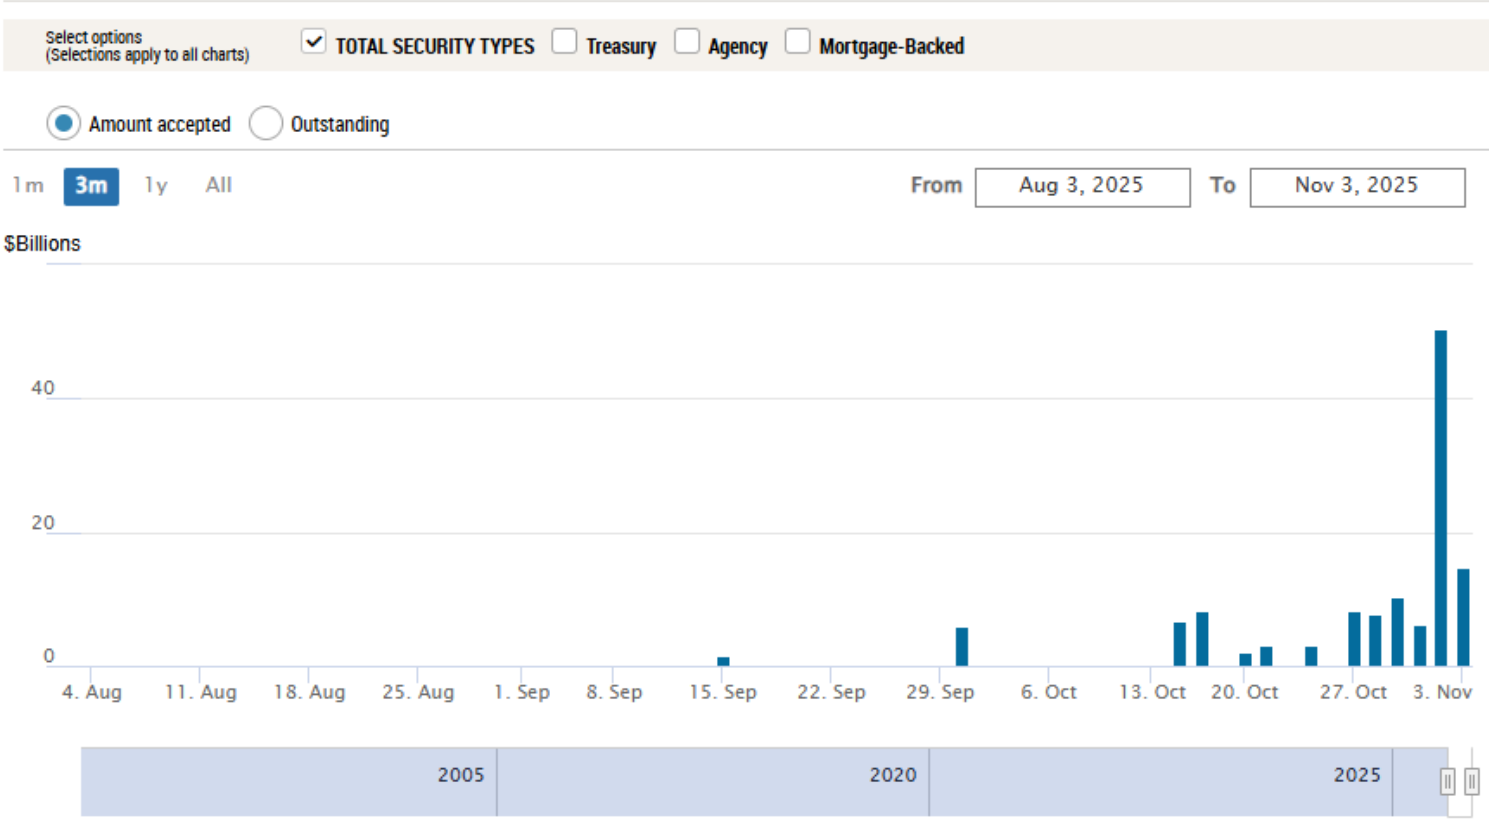 Select options
(Selections apply to all charts)
TOTAL SECURITY TYPES Treasury Agency Mortgage-Backed
Amount accepted Outstanding
1m 3m 1y All From Aug 3, 2025 To Nov 3, 2025
$Billions
40
20
0
4. Aug 11. Aug 18. Aug 25. Aug 1. Sep 8. Sep 15. Sep 22. Sep 29. Sep 6. Oct 13. Oct 20. Oct 27. Oct 3. Nov
2005 2020 2025